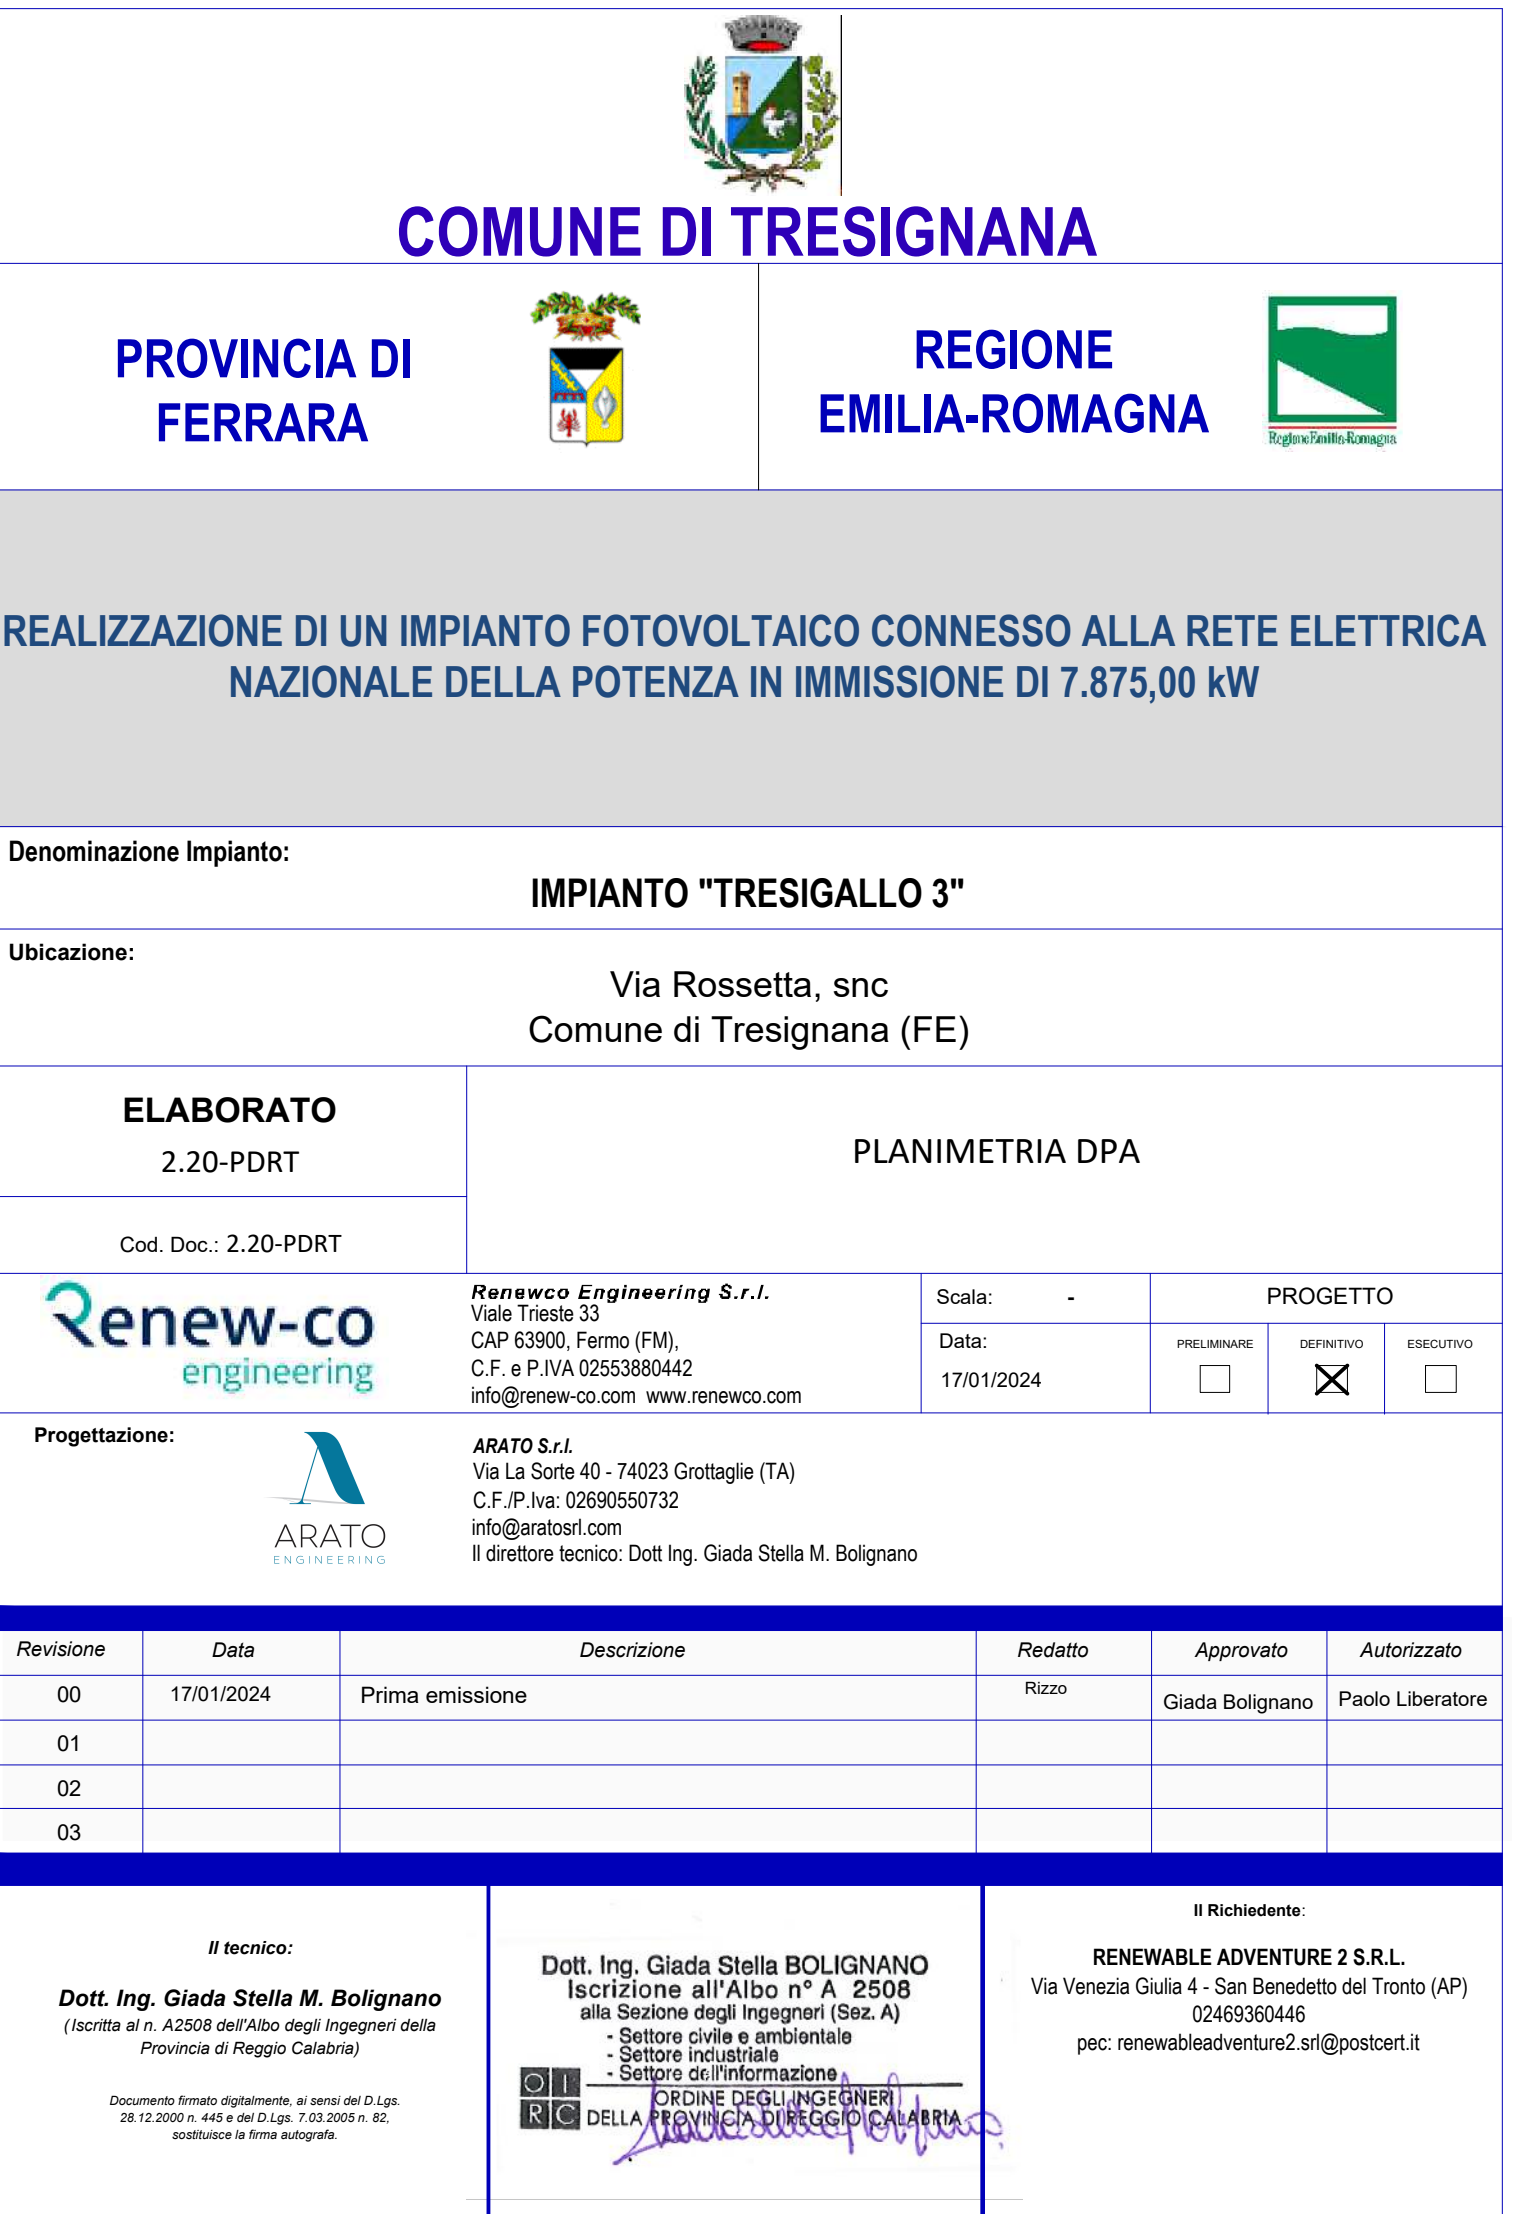 COMUNE DI TRESIGNANA
PROVINCIA DI
FERRARA
REGIONE
EMILIA-ROMAGNA
Regione Emilia-Romagna
REALIZZAZIONE DI UN IMPIANTO FOTOVOLTAICO CONNESSO ALLA RETE ELETTRICA
NAZIONALE DELLA POTENZA IN IMMISSIONE DI 7.875,00 kW
Denominazione Impianto:
IMPIANTO "TRESIGALLO 3"
Ubicazione:
Via Rossetta, snc
Comune di Tresignana (FE)
ELABORATO
2.20-PDRT
PLANIMETRIA DPA
Cod. Doc.: 2.20-PDRT
Renew-co
engineering
Renewco Engineering S.r.l.
Viale Trieste 33
CAP 63900, Fermo (FM),
C.F. e P.IVA 02553880442
info@renew-co.com www.renewco.com
Scala: -
Data:
17/01/2024
PROGETTO
PRELIMINARE DEFINITIVO ESECUTIVO
Progettazione:
ARATO
ENGINEERING
ARATO S.r.l.
Via La Sorte 40 - 74023 Grottaglie (TA)
C.F./P.Iva: 02690550732
info@aratosrl.com
Il direttore tecnico: Dott Ing. Giada Stella M. Bolignano
Revisione Data Descrizione Redatto Approvato Autorizzato
00 17/01/2024 Prima emissione Rizzo Giada Bolignano Paolo Liberatore
01
02
03
Il tecnico:
Dott. Ing. Giada Stella M. Bolignano
(Iscritta al n. A2508 dell'Albo degli Ingegneri della
Provincia di Reggio Calabria)
Documento firmato digitalmente, ai sensi del D.Lgs.
28.12.2000 n. 445 e del D.Lgs. 7.03.2005 n. 82,
sostituisce la firma autografa.
Dott. Ing. Giada Stella BOLIGNANO
Iscrizione all'Albo n° A 2508
alla Sezione degli Ingegneri (Sez. A)
- Settore civile e ambientale
- Settore industriale
- Settore dell'informazione
OI
RC
ORDINE DEGLI INGEGNERI
DELLA PROVINCIA DI REGGIO CALABRIA
Il Richiedente:
RENEWABLE ADVENTURE 2 S.R.L.
Via Venezia Giulia 4 - San Benedetto del Tronto (AP)
02469360446
pec: renewableadventure2.srl@postcert.it